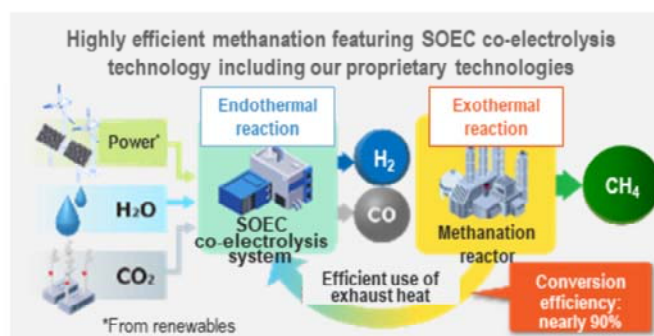 Highly efficient methanation featuring SOEC co-electrolysis
technology including our proprietary technologies
Endothermal
reaction
Exothermal
reaction
Power*
H₂O
CO₂
SOEC
co-electrolysis
system
H₂
CO
Methanation
reactor
CH₄
Efficient use of
exhaust heat
Conversion
efficiency:
nearly 90%
*From renewables